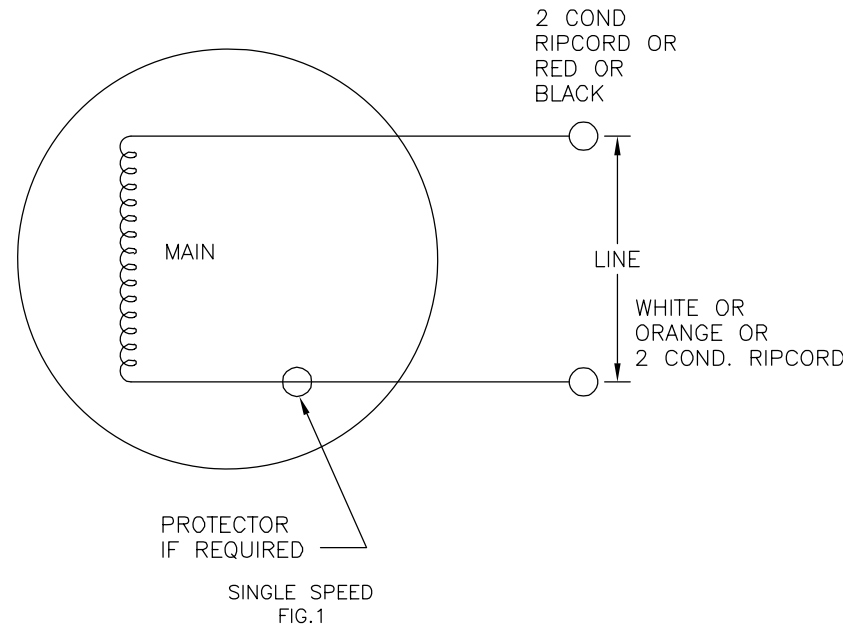 2 COND
RIPCORD OR
RED OR
BLACK
MAIN
LINE
WHITE OR
ORANGE OR
2 COND. RIPCORD
PROTECTOR
IF REQUIRED
SINGLE SPEED
FIG.1